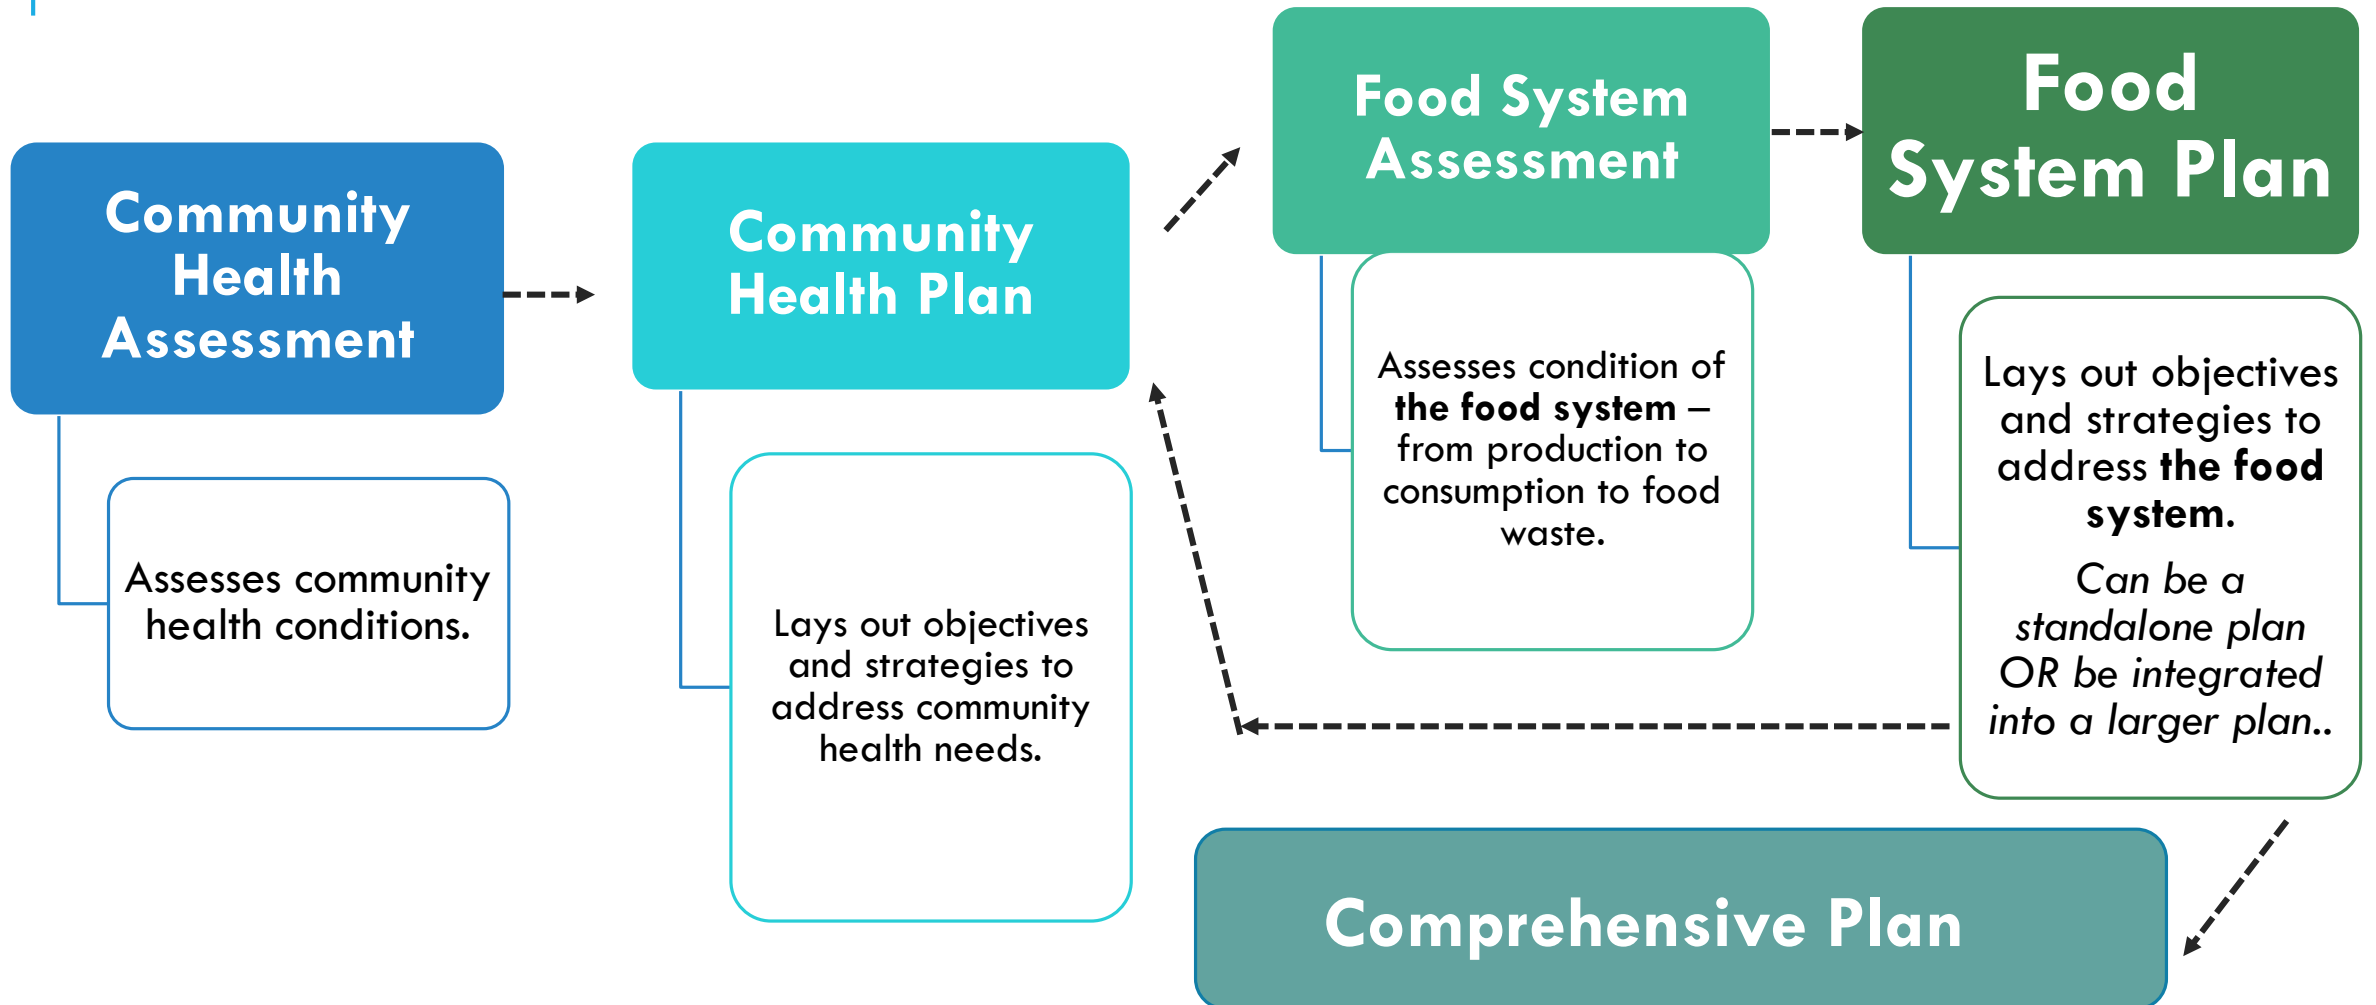 Community
Health
Assessment
Assesses community
health conditions.
Community
Health Plan
Lays out objectives
and strategies to
address community
health needs.
Food System
Assessment
Assesses condition of
the food system –
from production to
consumption to food
waste.
Food
System Plan
Lays out objectives
and strategies to
address the food
system.
Can be a
standalone plan
OR be integrated
into a larger plan..
Comprehensive Plan